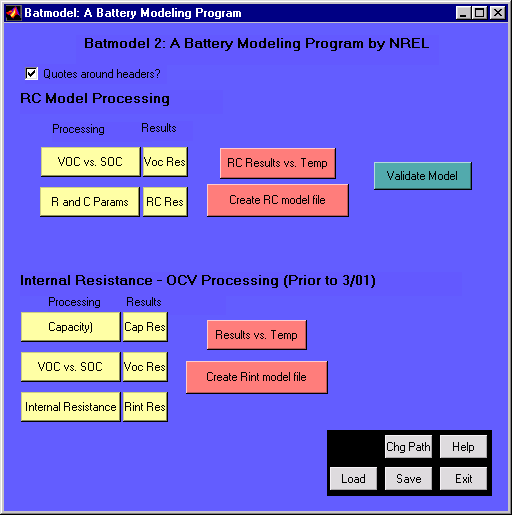 Batmodel: A Battery Modeling Program
Batmodel 2: A Battery Modeling Program by NREL
Quotes around headers?
RC Model Processing
Processing Results
VOC vs. SOC Voc Res RC Results vs. Temp Validate Model
R and C Params RC Res Create RC model file
Internal Resistance - OCV Processing (Prior to 3/01)
Processing Results
Capacity) Cap Res Results vs. Temp
VOC vs. SOC Voc Res Create Rint model file
Internal Resistance Rint Res
Chg Path Help
Load Save Exit